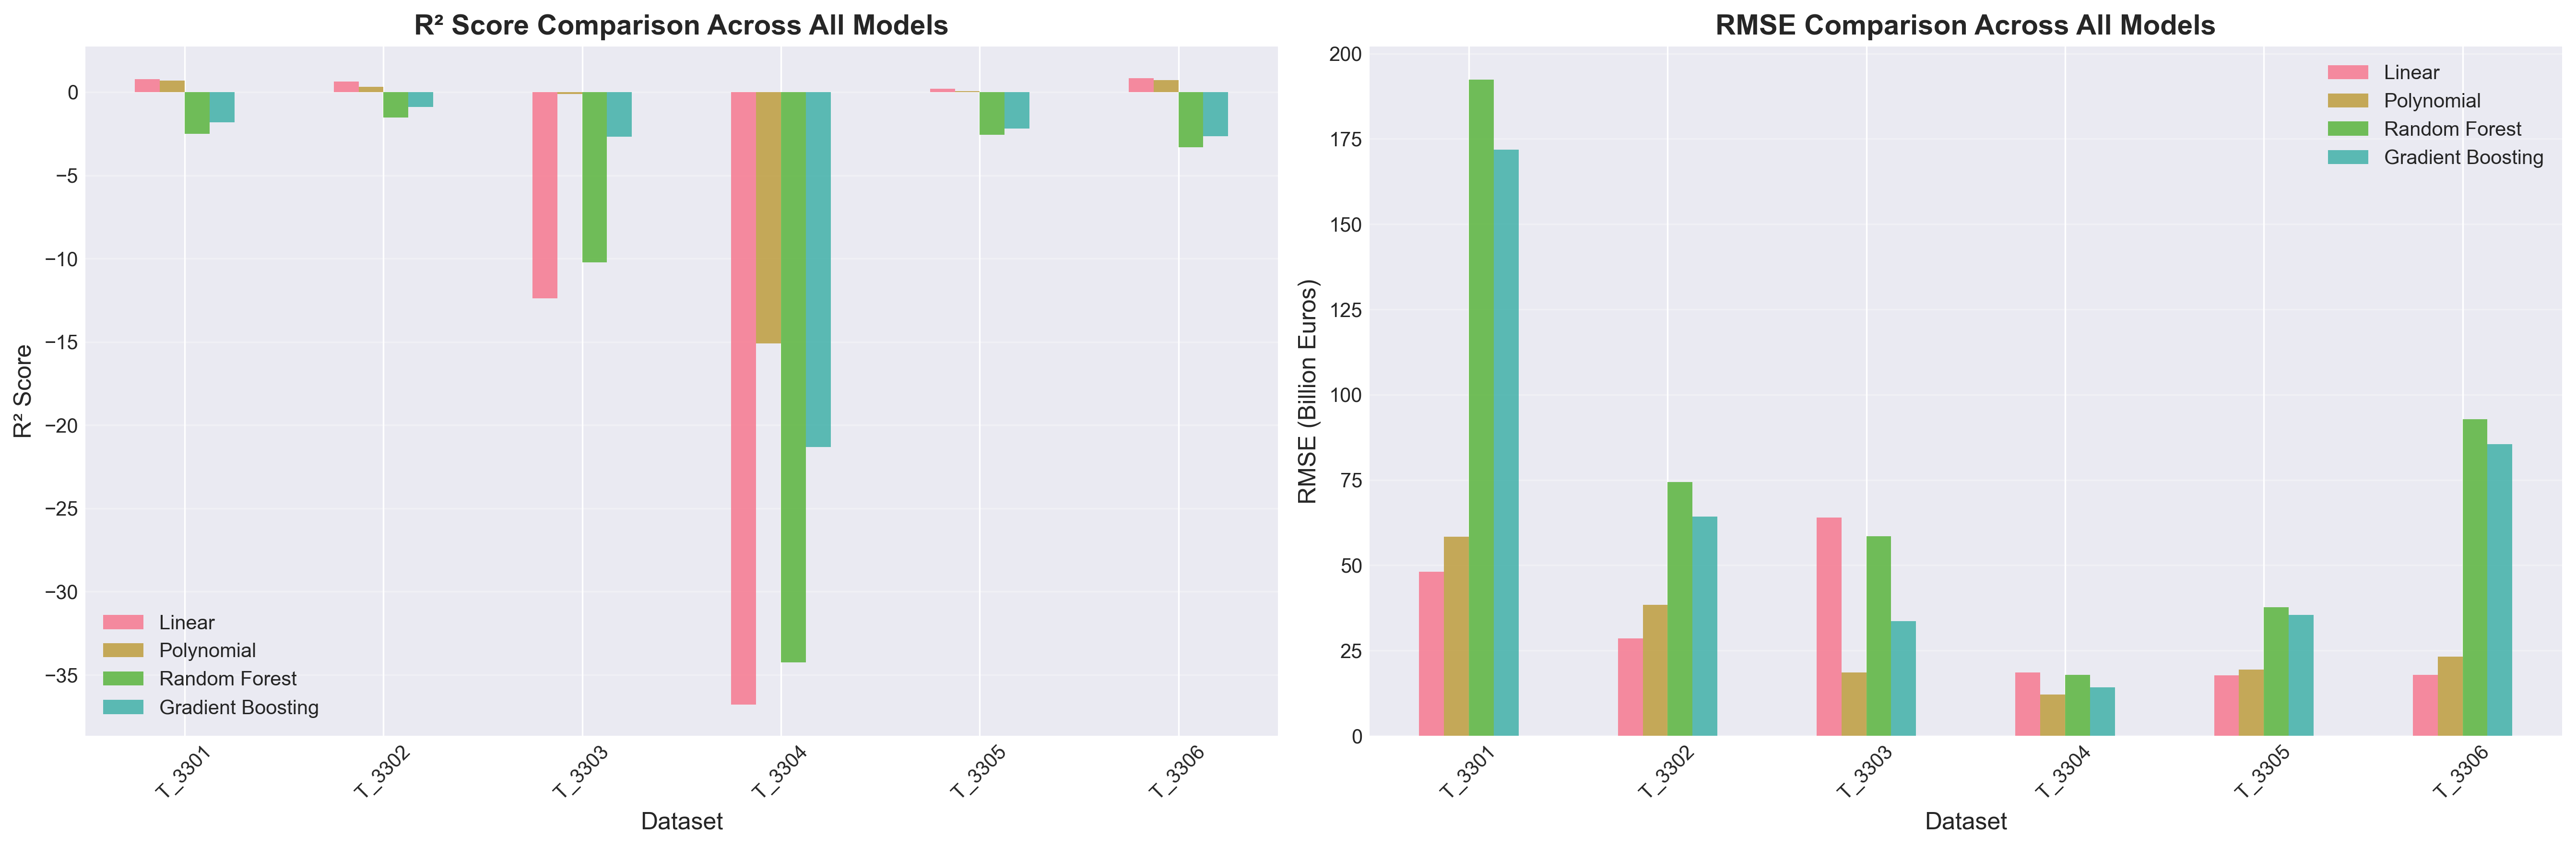 R² Score Comparison Across All Models
R² Score
0
−5
−10
−15
−20
−25
−30
−35
Linear
Polynomial
Random Forest
Gradient Boosting
T_3301
T_3302
T_3303
T_3304
T_3305
T_3306
Dataset
RMSE Comparison Across All Models
RMSE (Billion Euros)
200
175
150
125
100
75
50
25
0
Linear
Polynomial
Random Forest
Gradient Boosting
T_3301
T_3302
T_3303
T_3304
T_3305
T_3306
Dataset